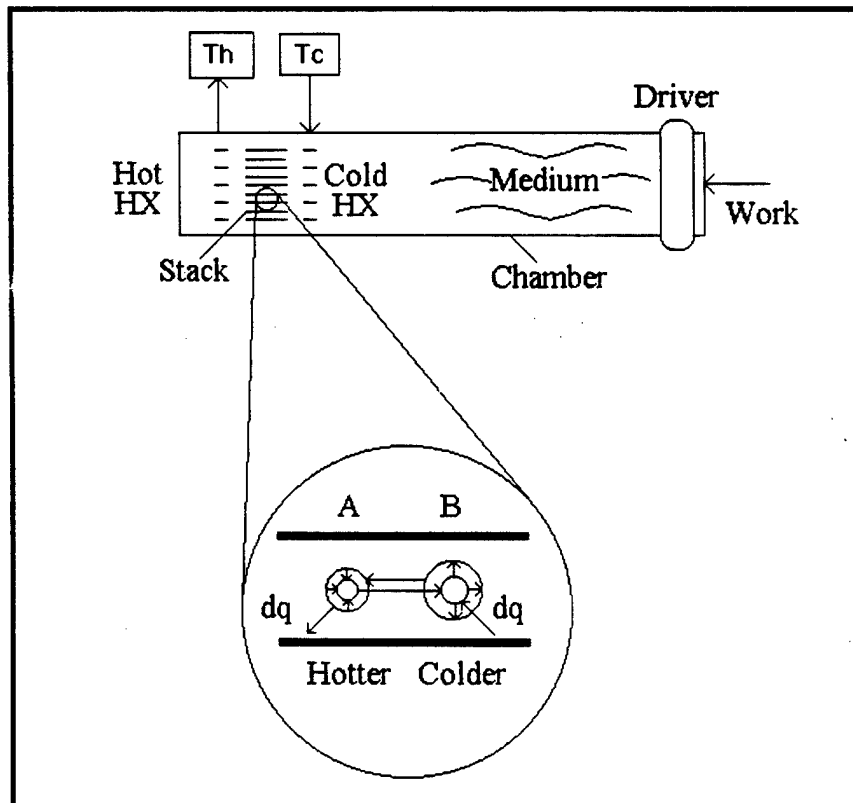 Th Tc
Driver
Hot Cold Medium
HX HX Work
Stack Chamber
A B
dq dq
Hotter Colder